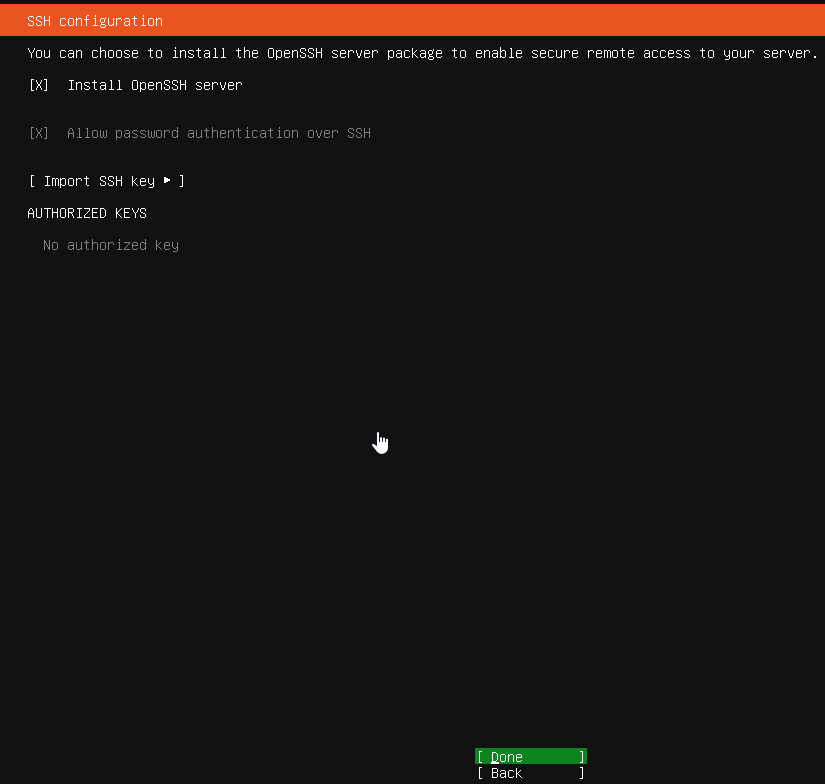 SSH configuration
You can choose to install the OpenSSH server package to enable secure remote access to your server.
[X] Install OpenSSH server
[X] Allow password authentication over SSH
[ Import SSH key ▸ ]
AUTHORIZED KEYS
No authorized key
[ Done ]
[ Back ]